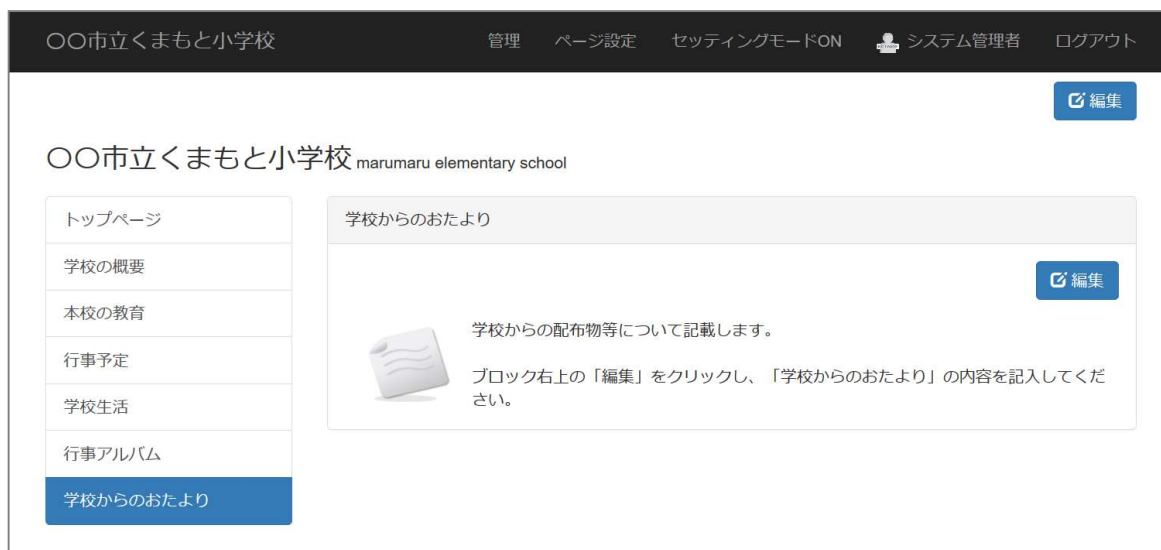 〇〇市立くまもと小学校 管理 ページ設定 セッティングモードON システム管理者 ログアウト
編集
〇〇市立くまもと小学校 marumaru elementary school
トップページ
学校の概要
本校の教育
行事予定
学校生活
行事アルバム
学校からのおたより
学校からのおたより
編集
学校からの配布物等について記載します。
ブロック右上の「編集」をクリックし、「学校からのおたより」の内容を記入してくだ
さい。